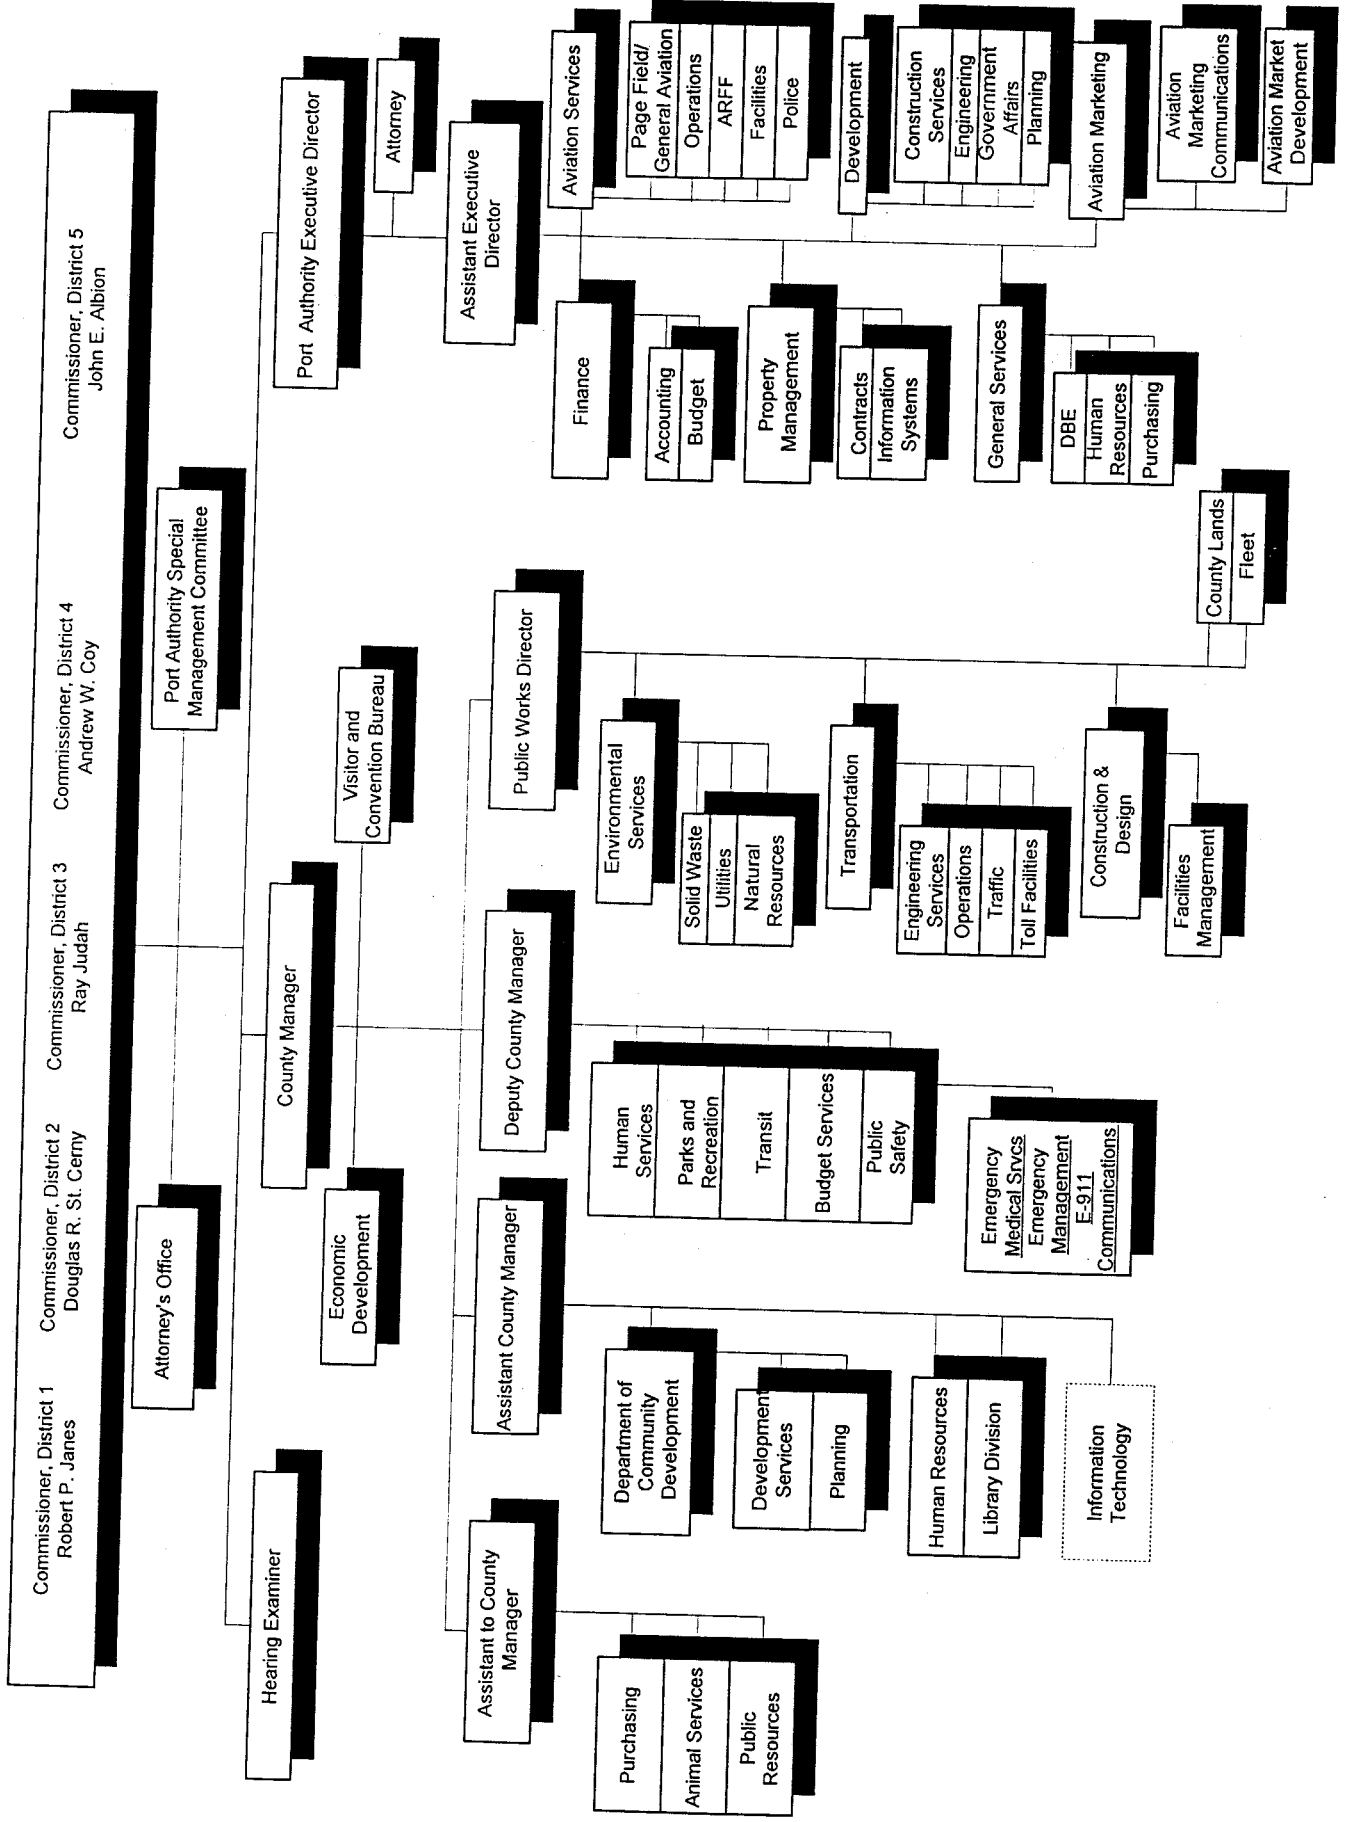 Commissioner, District 1
Robert P. Janes
Commissioner, District 2
Douglas R. St. Cerny
Commissioner, District 3
Ray Judah
Commissioner, District 4
Andrew W. Coy
Commissioner, District 5
John E. Albion
Attorney's Office
Port Authority Special
Management Committee
Hearing Examiner
County Manager
Port Authority Executive Director
Economic
Development
Visitor and
Convention Bureau
Attorney
Assistant to County
Manager
Assistant County Manager
Deputy County Manager
Public Works Director
Assistant Executive
Director
Purchasing
Animal Services
Public
Resources
Department of
Community
Development
Development
Services
Planning
Human Resources
Library Division
Information
Technology
Human
Services
Parks and
Recreation
Transit
Budget Services
Public
Safety
Emergency
Medical Srvcs
Emergency
Management
E-911
Communications
Environmental
Services
Solid Waste
Utilities
Natural
Resources
Transportation
Engineering
Services
Operations
Traffic
Toll Facilities
Construction &
Design
Facilities
Management
County Lands
Fleet
Finance
Accounting
Budget
Property
Management
Contracts
Information
Systems
General Services
DBE
Human
Resources
Purchasing
Aviation Services
Page Field/
General Aviation
Operations
ARFF
Facilities
Police
Development
Construction
Services
Engineering
Government
Affairs
Planning
Aviation Marketing
Aviation
Marketing
Communications
Aviation Market
Development